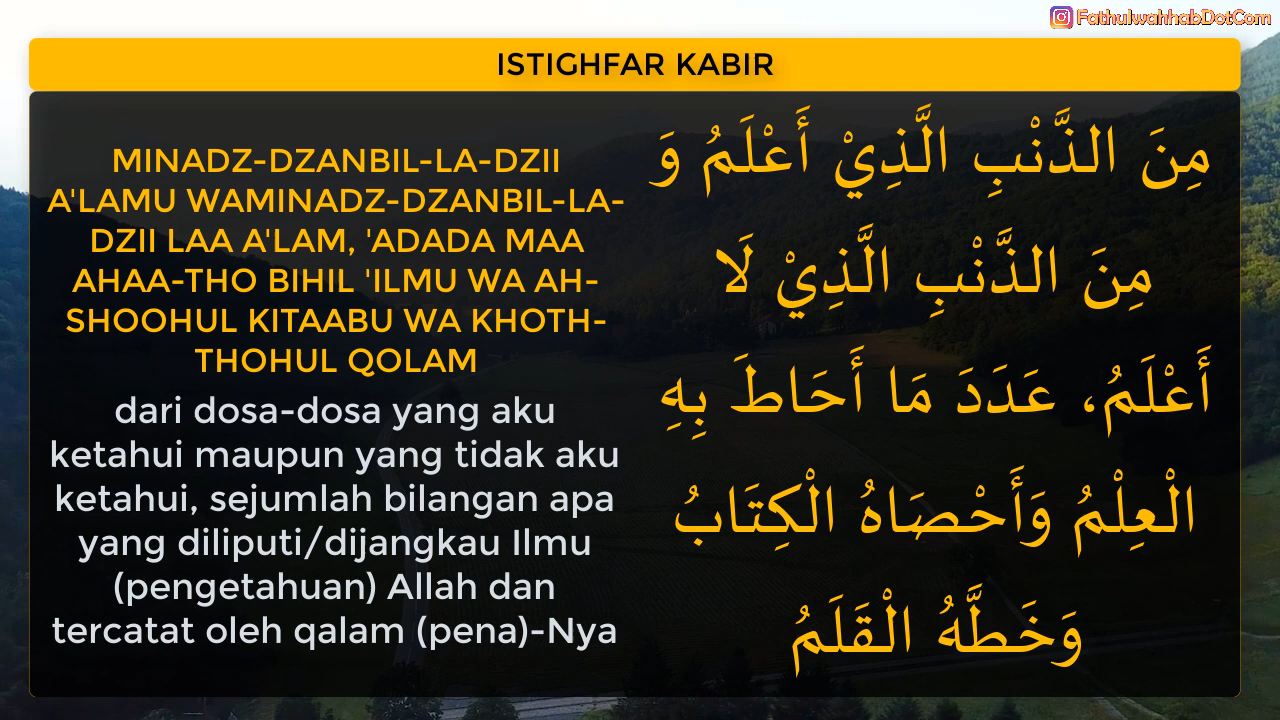 FathulwahhabDotCom
ISTIGHFAR KABIR
MINADZ-DZANBIL-LA-DZII
A'LAMU WAMINADZ-DZANBIL-LA-
DZII LAA A'LAM, 'ADADA MAA
AHAA-THO BIHIL 'ILMU WA AH-
SHOOHUL KITAABU WA KHOTH-
THOHUL QOLAM
dari dosa-dosa yang aku
ketahui maupun yang tidak aku
ketahui, sejumlah bilangan apa
yang diliputi/dijangkau Ilmu
(pengetahuan) Allah dan
tercatat oleh qalam (pena)-Nya
مِنَ الذَّنْبِ الَّذِيْ أَعْلَمُ وَ
مِنَ الذَّنْبِ الَّذِيْ لَا
أَعْلَمُ، عَدَدَ مَا أَحَاطَ بِهِ
الْعِلْمُ وَأَحْصَاهُ الْكِتَابُ
وَخَطَّهُ الْقَلَمُ